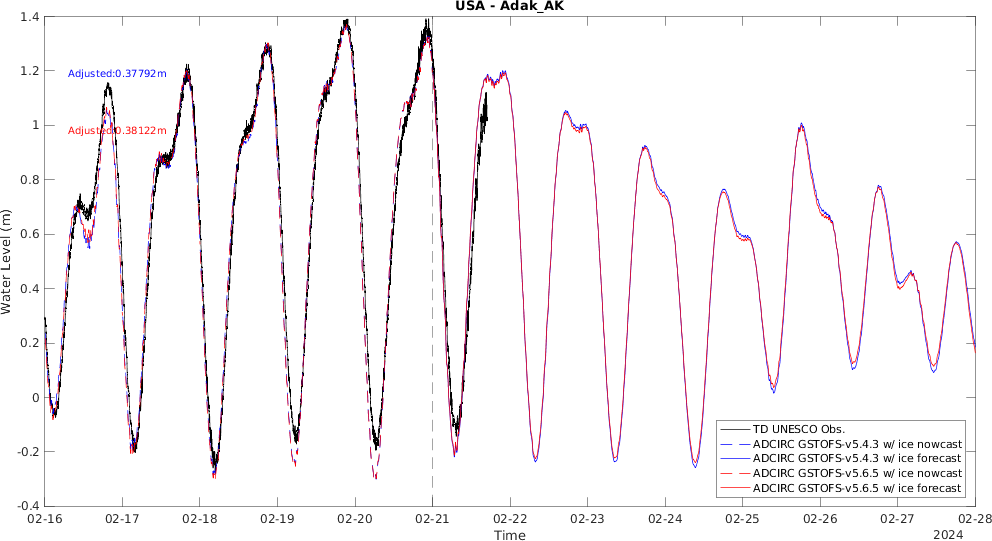 USA - Adak_AK
1.4
1.2
1
0.8
0.6
0.4
0.2
0
-0.2
-0.4
Water Level (m)
Adjusted:0.37792m
Adjusted:0.38122m
TD UNESCO Obs.
ADCIRC GSTOFS-v5.4.3 w/ ice nowcast
ADCIRC GSTOFS-v5.4.3 w/ ice forecast
ADCIRC GSTOFS-v5.6.5 w/ ice nowcast
ADCIRC GSTOFS-v5.6.5 w/ ice forecast
02-16 02-17 02-18 02-19 02-20 02-21 02-22 02-23 02-24 02-25 02-26 02-27 02-28
Time
2024